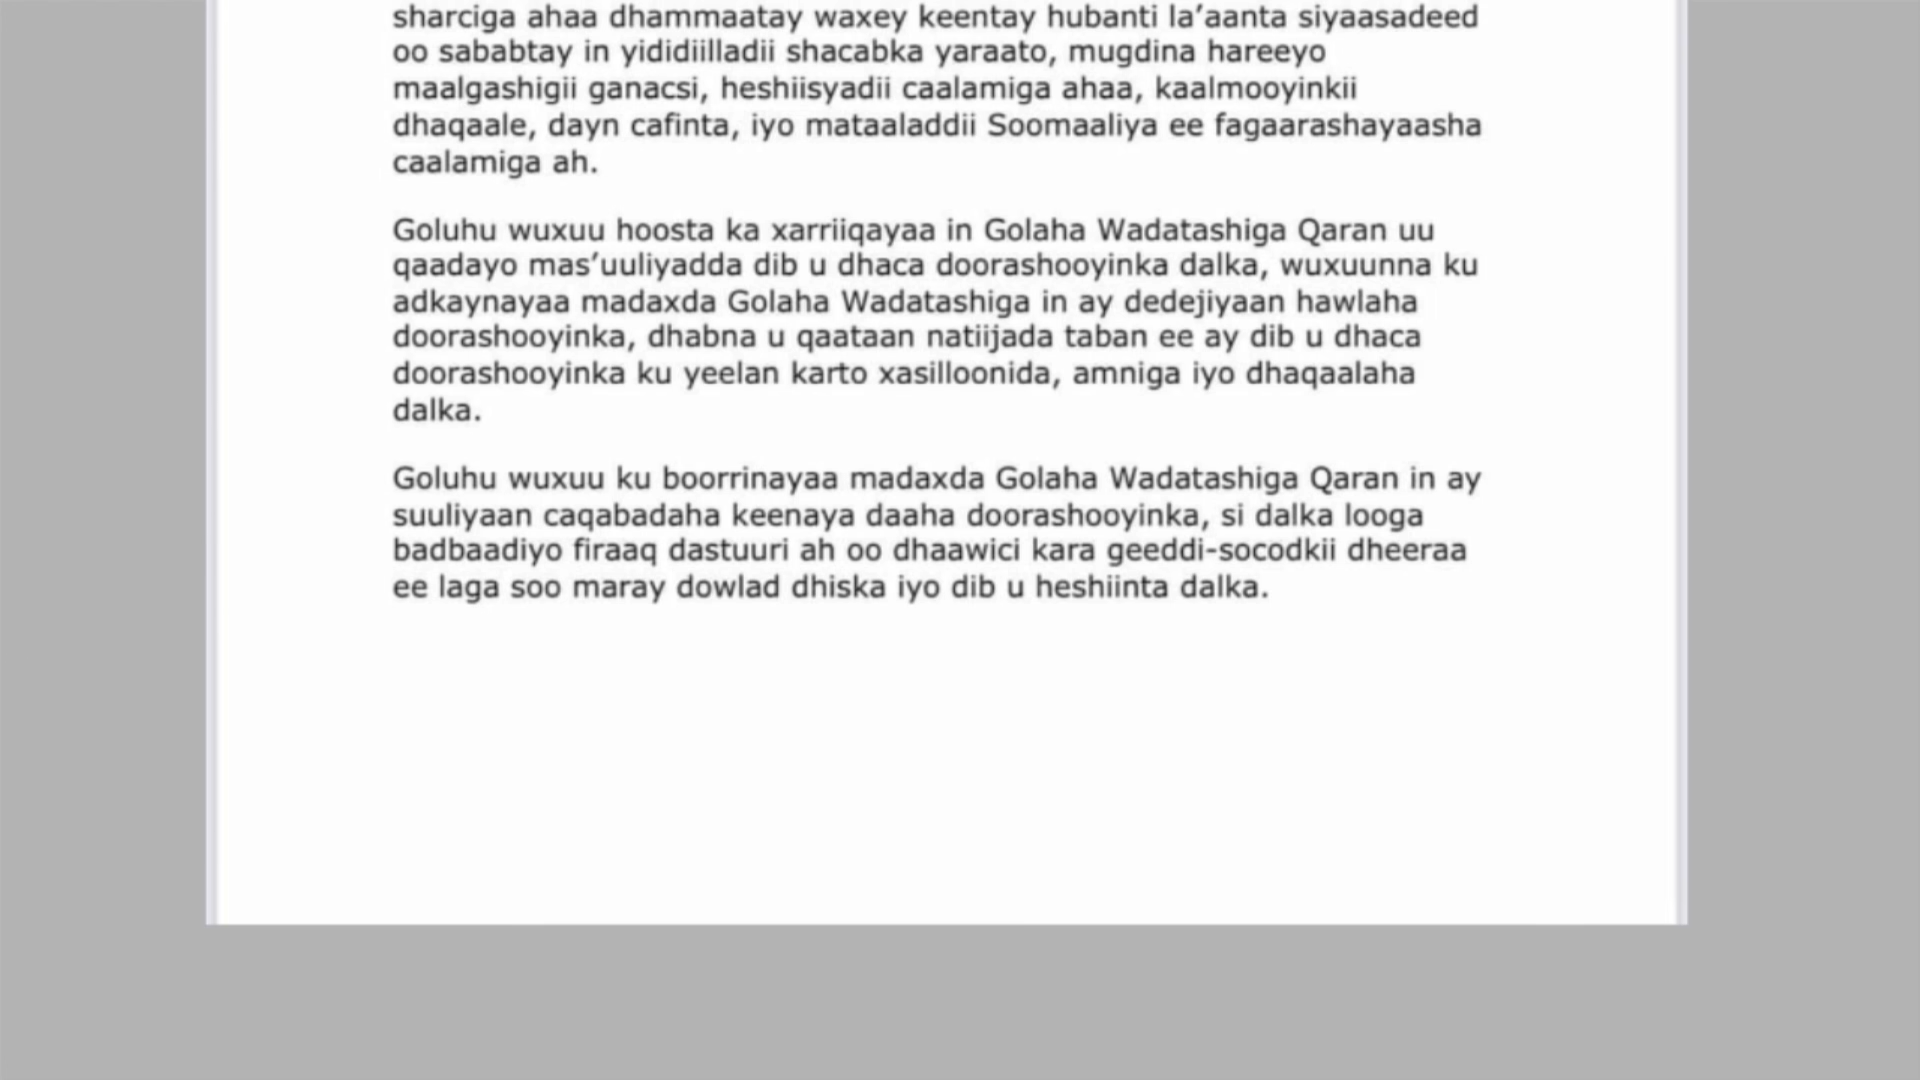 sharciga ahaa dhammaatay waxey keentay hubanti la’aanta siyaasadeed
oo sababtay in yididiilladii shacabka yaraato, mugdina hareeyo
maalgashigii ganacsi, heshiisyadii caalamiga ahaa, kaalmooyinkii
dhaqaale, dayn cafinta, iyo mataaladdii Soomaaliya ee fagaarashayaasha
caalamiga ah.
Goluhu wuxuu hoosta ka xarriiqayaa in Golaha Wadatashiga Qaran uu
qaadayo mas’uuliyadda dib u dhaca doorashooyinka dalka, wuxuunna ku
adkaynayaa madaxda Golaha Wadatashiga in ay dedejiyaan hawlaha
doorashooyinka, dhabna u qaataan natiijada taban ee ay dib u dhaca
doorashooyinka ku yeelan karto xasilloonida, amniga iyo dhaqaalaha
dalka.
Goluhu wuxuu ku boorrinayaa madaxda Golaha Wadatashiga Qaran in ay
suuliyaan caqabadaha keenaya daaha doorashooyinka, si dalka looga
badbaadiyo firaaq dastuuri ah oo dhaawici kara geeddi-socodkii dheeraa
ee laga soo maray dowlad dhiska iyo dib u heshiinta dalka.